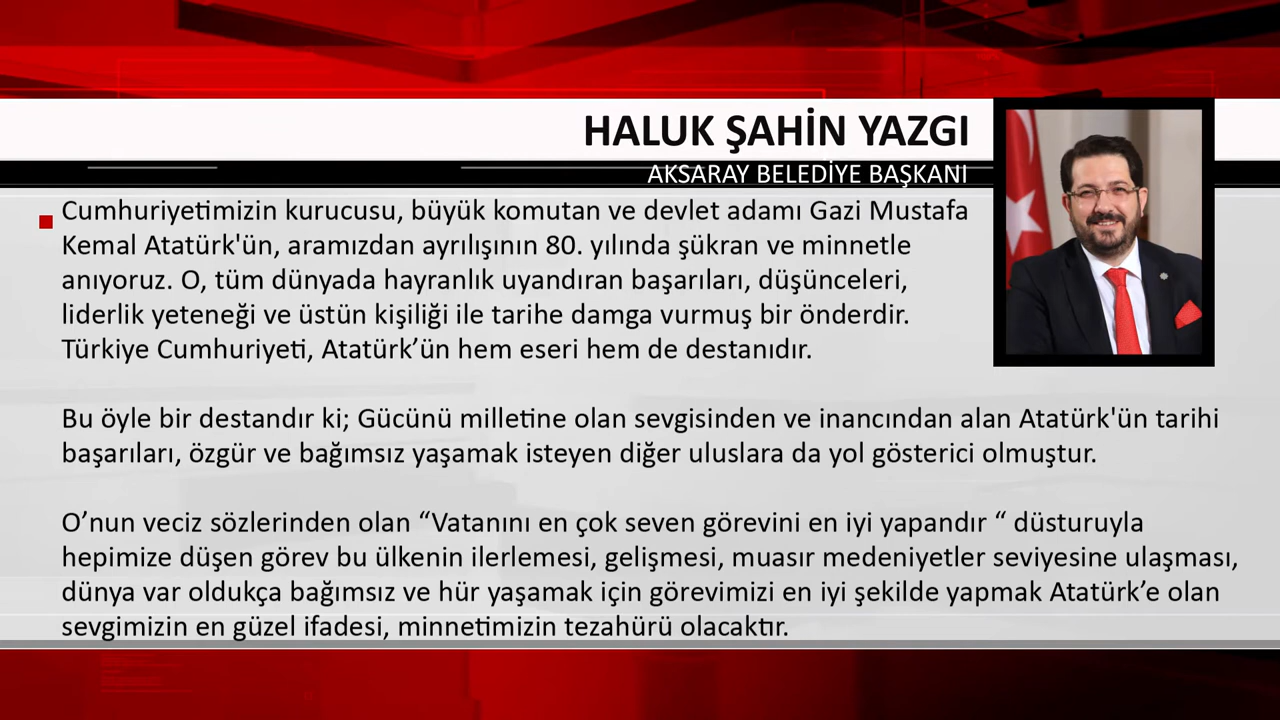 HALUK ŞAHİN YAZGI
AKSARAY BELEDİYE BAŞKANI
Cumhuriyetimizin kurucusu, büyük komutan ve devlet adamı Gazi Mustafa
Kemal Atatürk'ün, aramızdan ayrılışının 80. yılında şükran ve minnetle
anıyoruz. O, tüm dünyada hayranlık uyandıran başarıları, düşünceleri,
liderlik yeteneği ve üstün kişiliği ile tarihe damga vurmuş bir önderdir.
Türkiye Cumhuriyeti, Atatürk’ün hem eseri hem de destanıdır.
Bu öyle bir destandır ki; Gücünü milletine olan sevgisinden ve inancından alan Atatürk'ün tarihi
başarıları, özgür ve bağımsız yaşamak isteyen diğer uluslara da yol gösterici olmuştur.
O’nun veciz sözlerinden olan “Vatanını en çok seven görevini en iyi yapandır “ düsturuyla
hepimize düşen görev bu ülkenin ilerlemesi, gelişmesi, muasır medeniyetler seviyesine ulaşması,
dünya var oldukça bağımsız ve hür yaşamak için görevimizi en iyi şekilde yapmak Atatürk’e olan
sevgimizin en güzel ifadesi, minnetimizin tezahürü olacaktır.